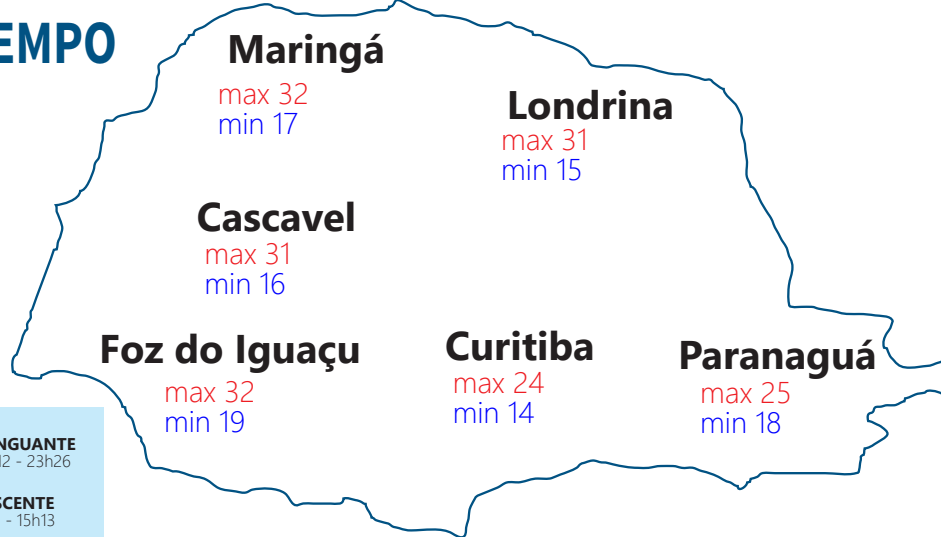 EMPO
Maringá
max 32
min 17
Londrina
max 31
min 15
Cascavel
max 31
min 16
Foz do Iguaçu
max 32
min 19
Curitiba
max 24
min 14
Paranaguá
max 25
min 18
NGUANTE
12 - 23h26
SCENTE
- 15h13